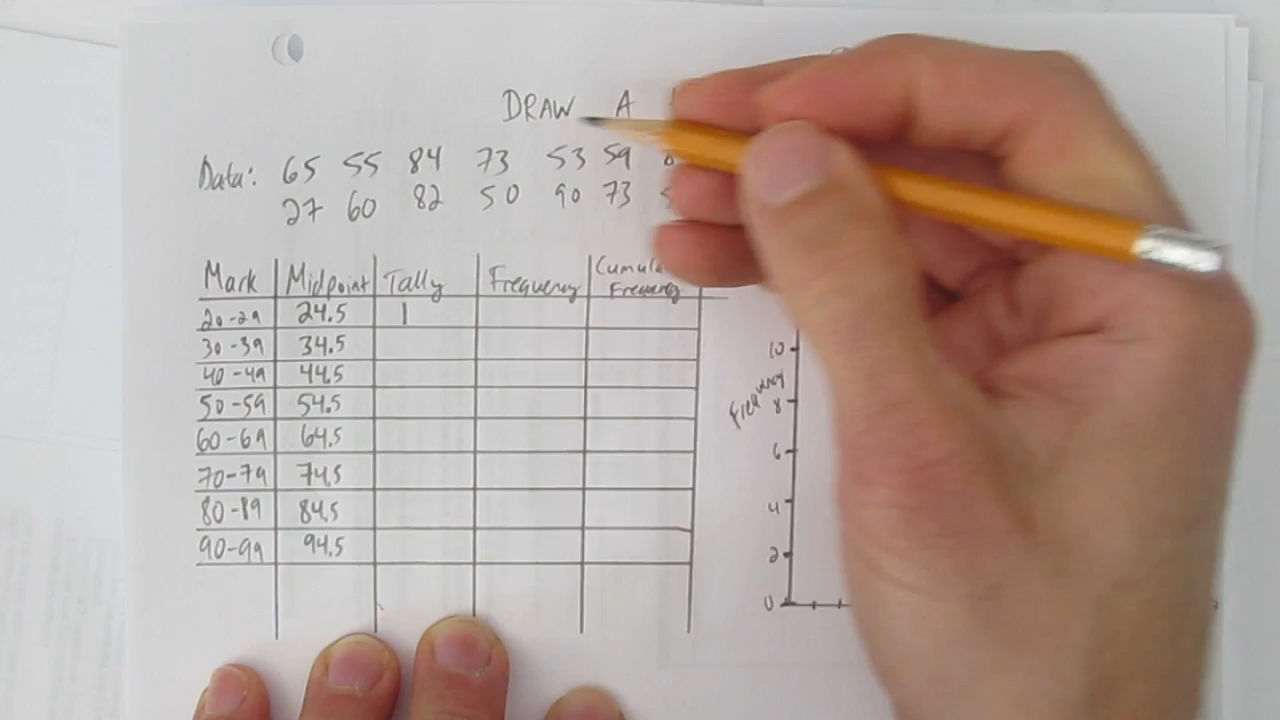 DRAW A
Data: 65 55 84 73 53 59
27 60 82 50 90 73
Mark Midpoint Tally Frequency Frequency
20-29 24.5 |
30-39 34.5
40-49 44.5
50-59 54.5
60-69 64.5
70-79 74.5
80-89 84.5
90-99 94.5
Frequency
10
8
6
4
2
0